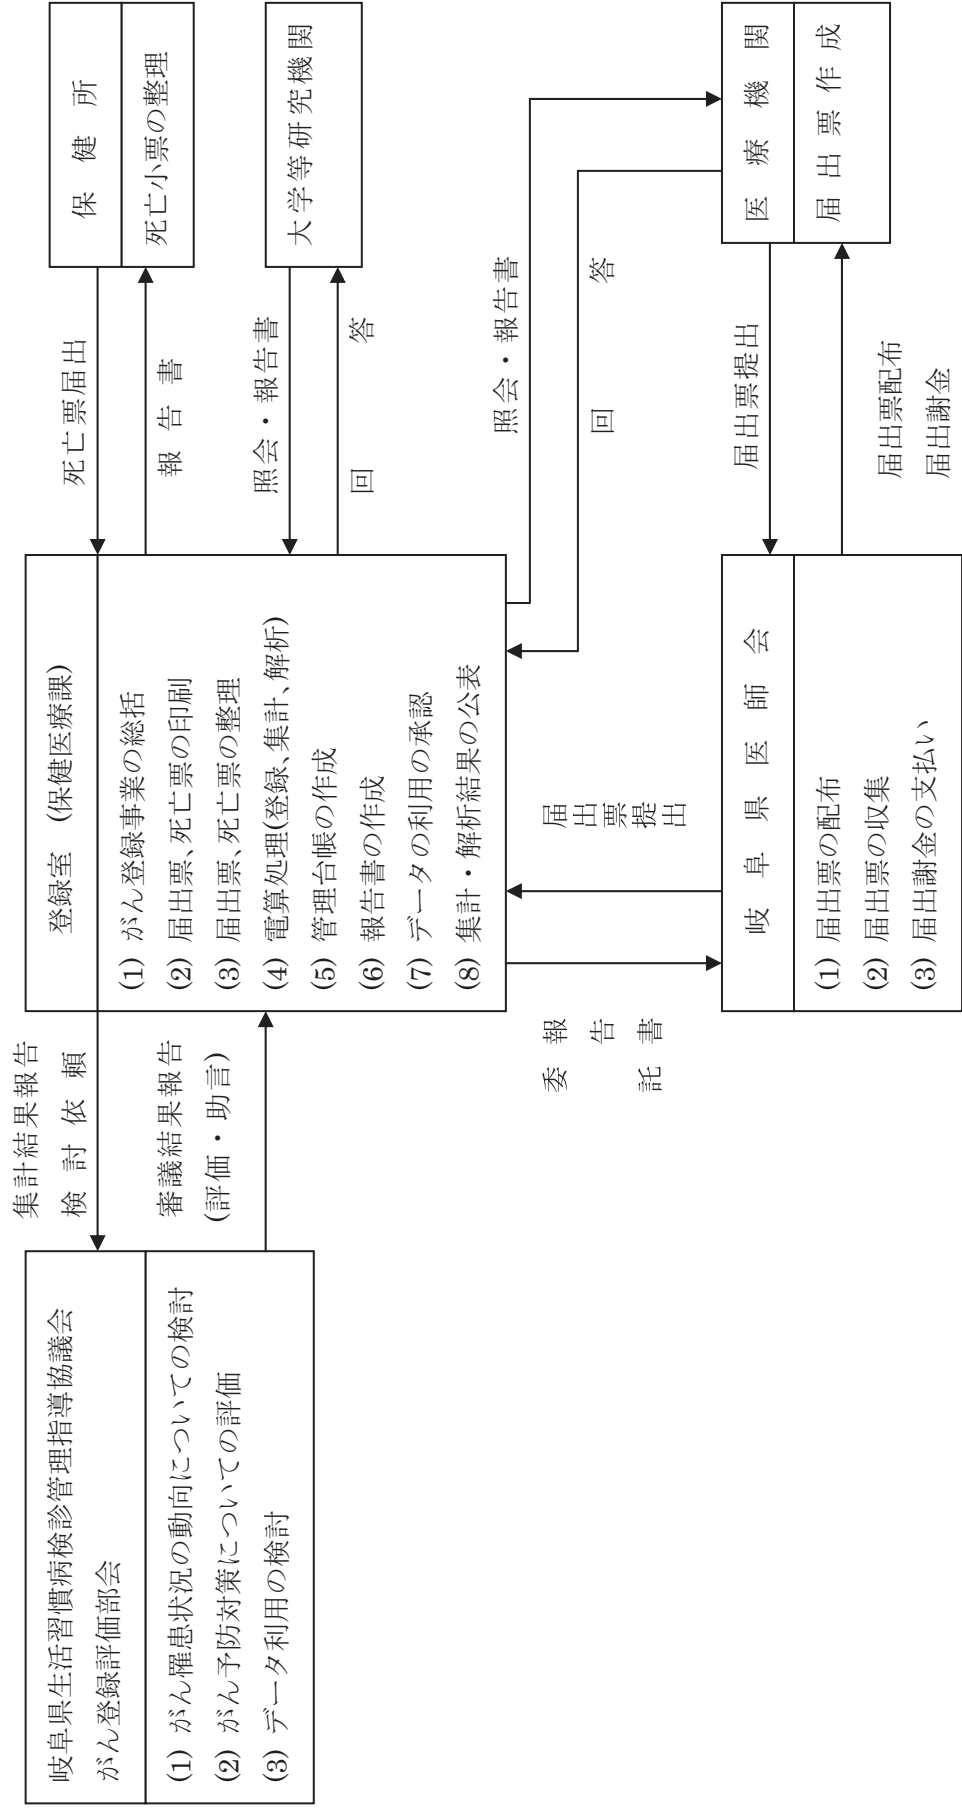 岐阜県生活習慣病検診管理指導協議会
がん登録評価部会
(1) がん罹患状況の動向についての検討
(2) がん予防対策についての評価
(3) データ利用の検討
集計結果報告
検討依頼
審議結果報告
(評価・助言)
登録室 (保健医療課)
(1) がん登録事業の総括
(2) 届出票、死亡票の印刷
(3) 届出票、死亡票の整理
(4) 電算処理(登録、集計、解析)
(5) 管理台帳の作成
(6) 報告書の作成
(7) データの利用の承認
(8) 集計・解析結果の公表
死亡票届出
報告書
保健所
死亡小票の整理
照会・報告書
回答
大学等研究機関
照会・報告書
回答
委託
報告書
届出票提出
岐阜県医師会
(1) 届出票の配布
(2) 届出票の収集
(3) 届出謝金の支払い
届出票提出
届出票配布
届出謝金
医療機関
届出票作成